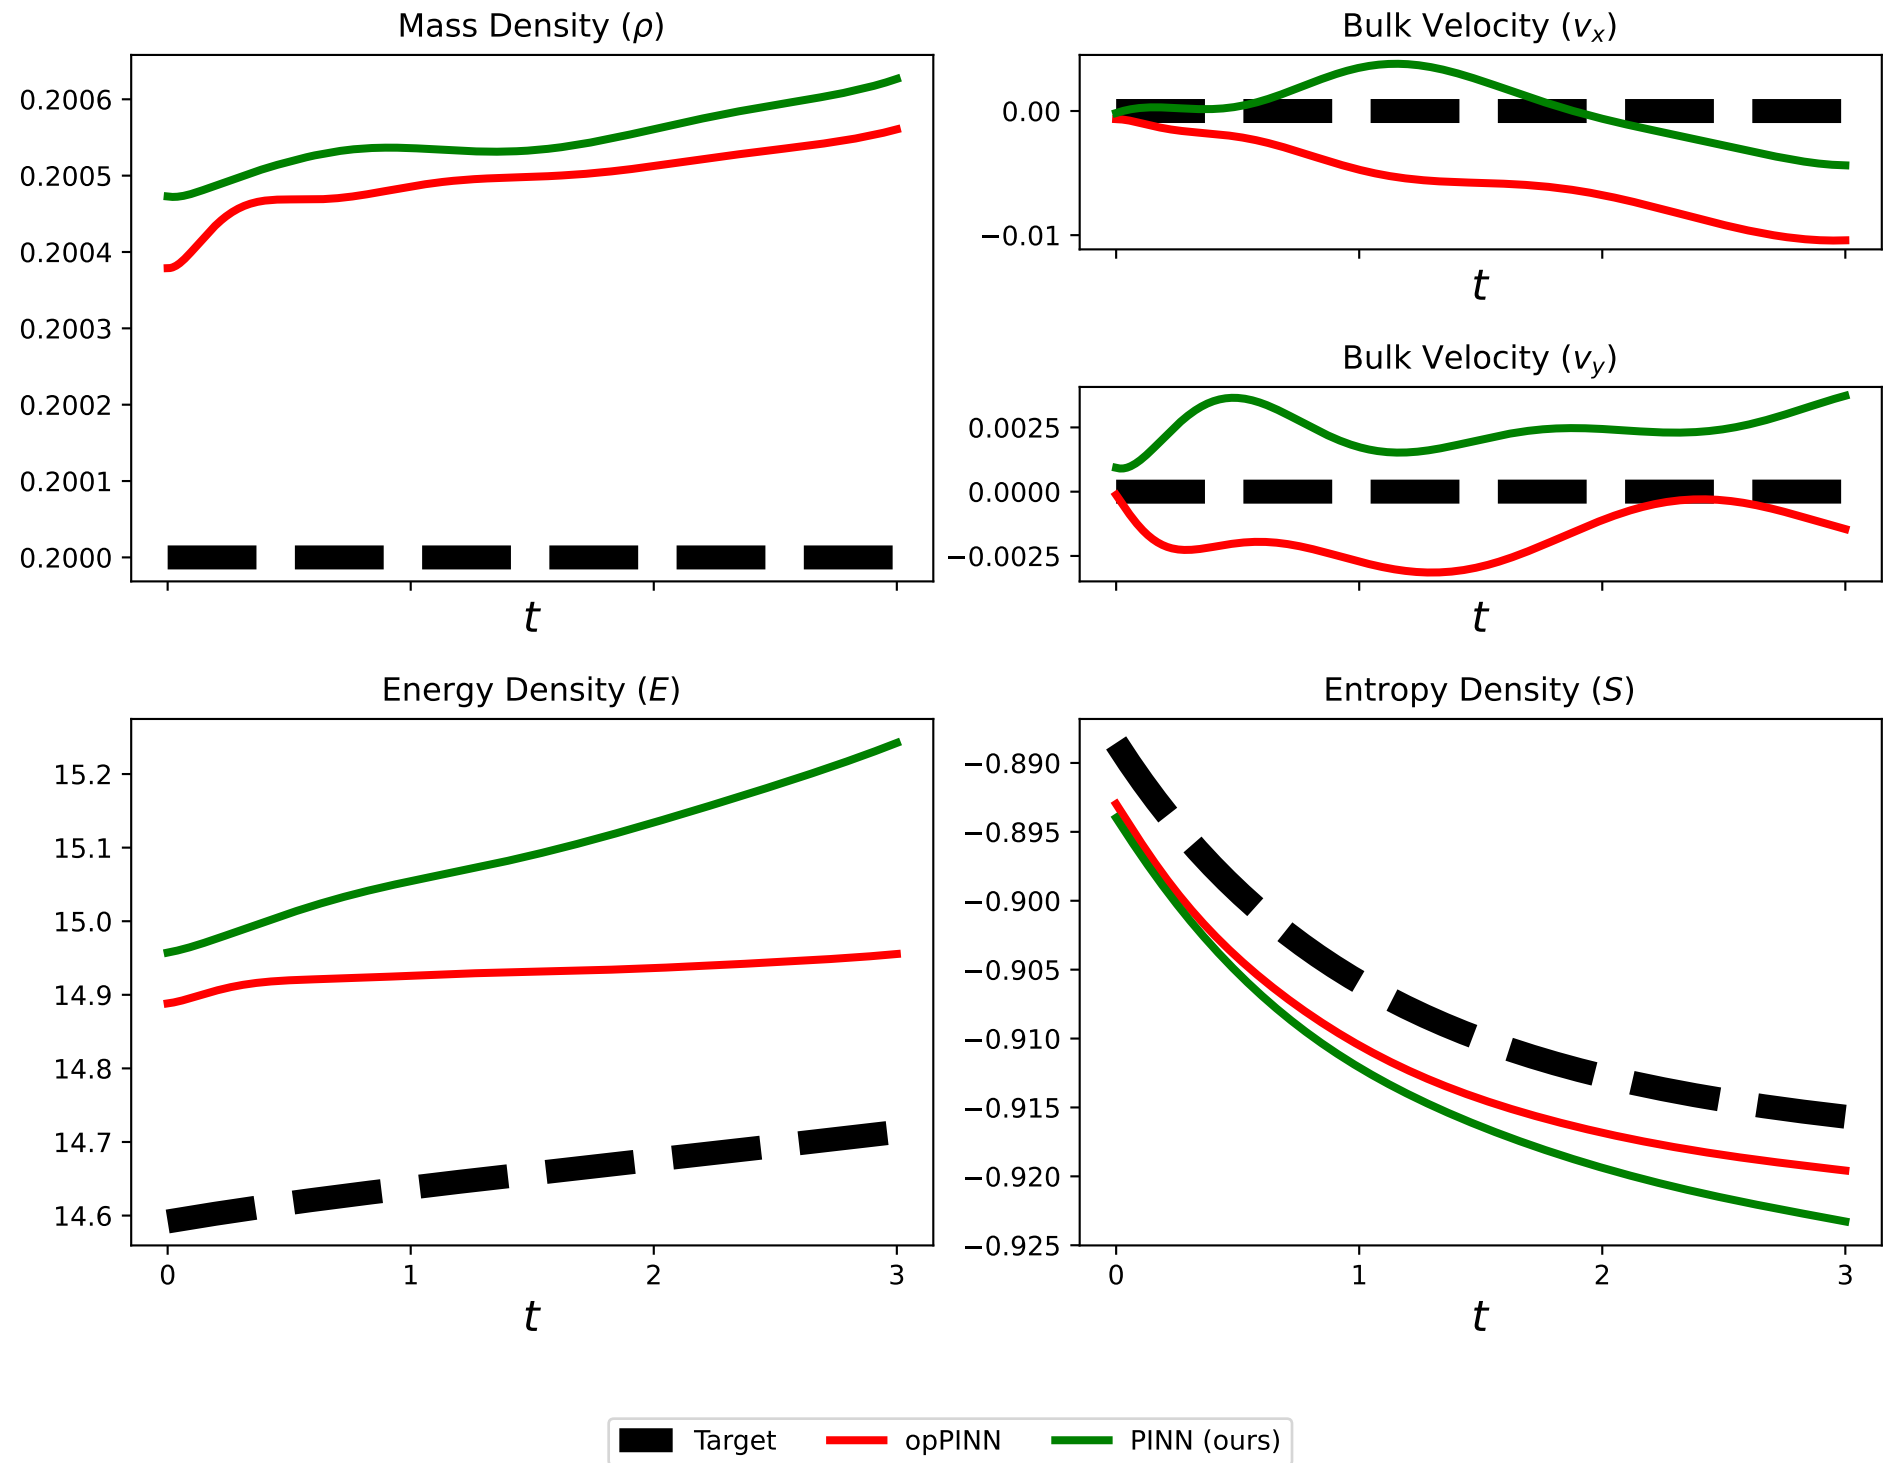 Mass Density (ρ)
0.2006
0.2005
0.2004
0.2003
0.2002
0.2001
0.2000
t
Bulk Velocity (vₓ)
0.00
−0.01
t
Bulk Velocity (v_y)
0.0025
0.0000
−0.0025
t
Energy Density (E)
15.2
15.1
15.0
14.9
14.8
14.7
14.6
0 1 2 3
t
Entropy Density (S)
−0.890
−0.895
−0.900
−0.905
−0.910
−0.915
−0.920
−0.925
0 1 2 3
t
Target opPINN PINN (ours)